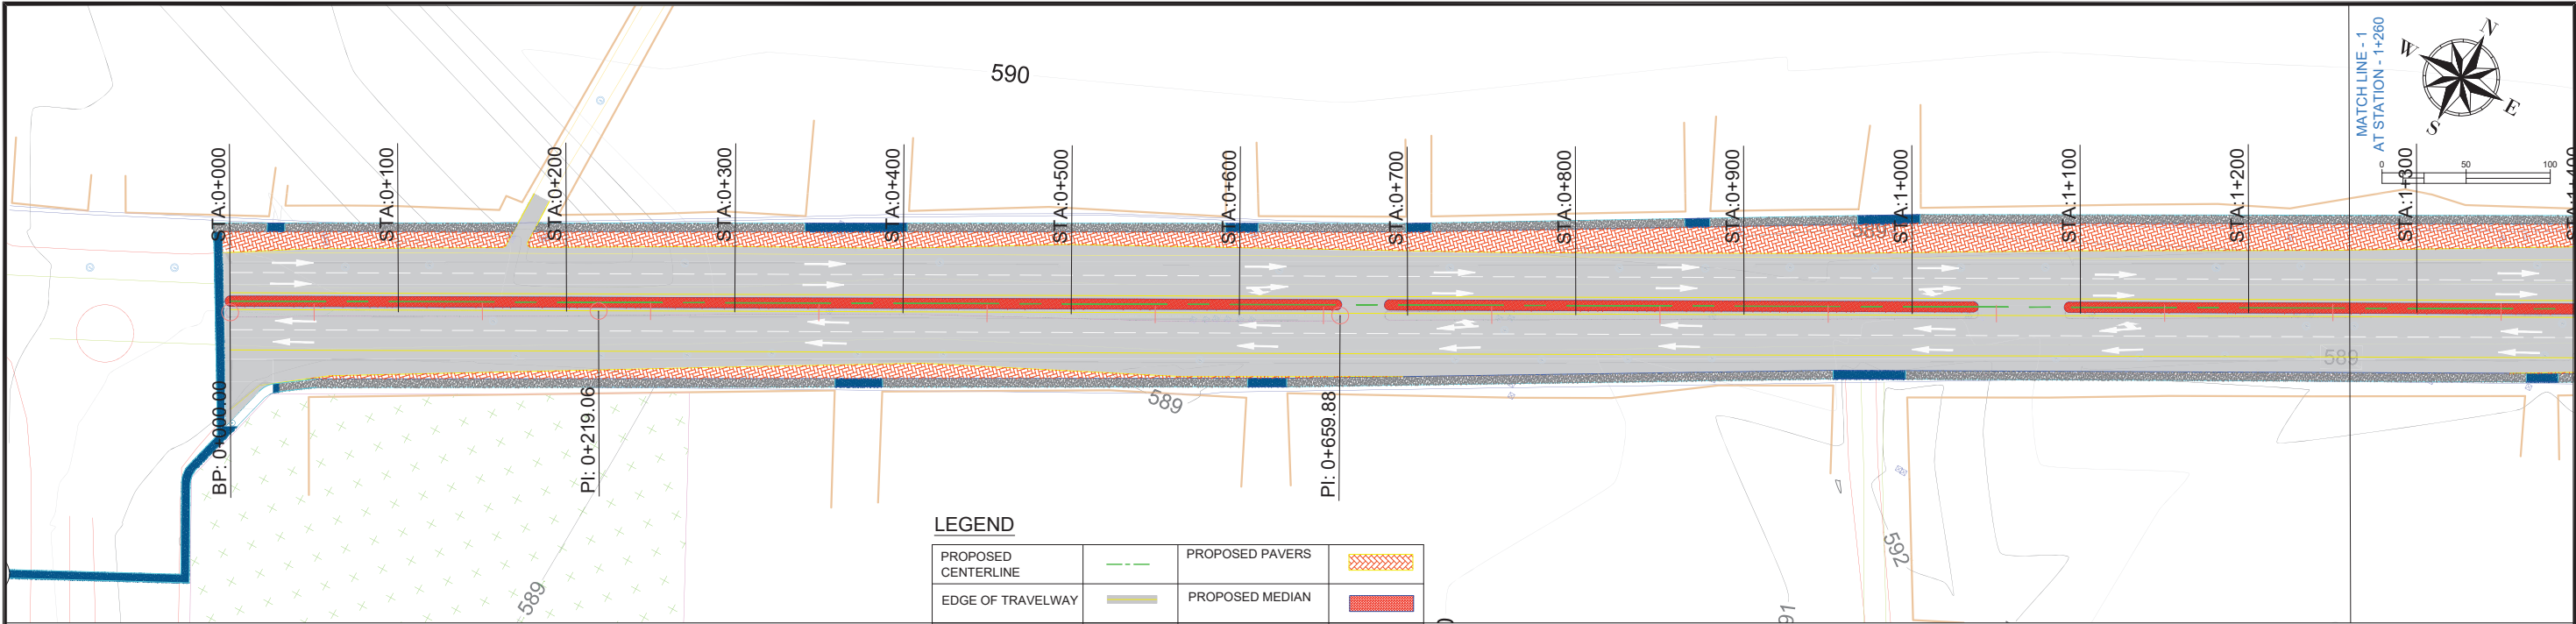 590
MATCH LINE - 1
AT STATION - 1+260
N
W
E
S
0 50 100
STA:0+000
STA:0+100
STA:0+200
STA:0+300
STA:0+400
STA:0+500
STA:0+600
STA:0+700
STA:0+800
STA:0+900
STA:1+000
STA:1+100
STA:1+200
STA:1+300
STA:1+400
589
589
589
BP: 0+000.00
PI: 0+219.06
PI: 0+659.88
592
589
LEGEND
PROPOSED CENTERLINE
PROPOSED PAVERS
EDGE OF TRAVELWAY
PROPOSED MEDIAN